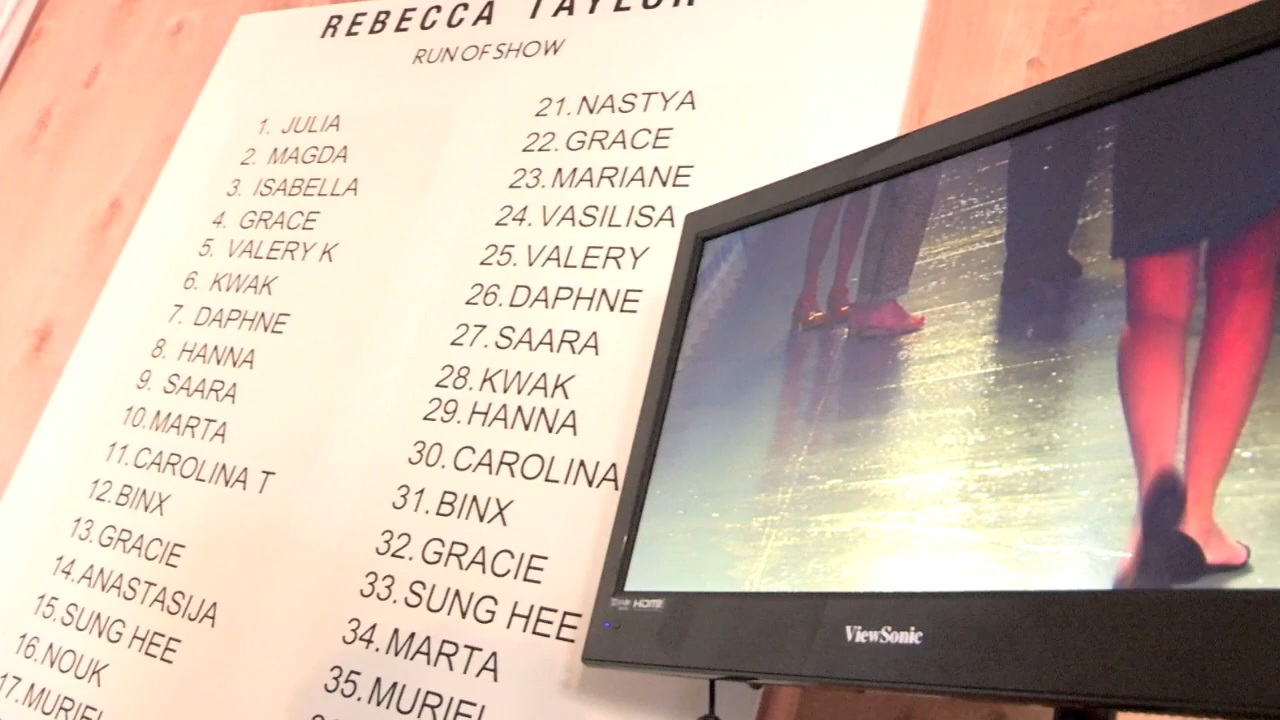 REBECCA TAYLOR
RUN OF SHOW
1. JULIA
2. MAGDA
3. ISABELLA
4. GRACE
5. VALERY K
6. KWAK
7. DAPHNE
8. HANNA
9. SAARA
10. MARTA
11. CAROLINA T
12. BINX
13. GRACIE
14. ANASTASIJA
15. SUNG HEE
16. NOUK
17. MURIEL
21. NASTYA
22. GRACE
23. MARIANE
24. VASILISA
25. VALERY
26. DAPHNE
27. SAARA
28. KWAK
29. HANNA
30. CAROLINA
31. BINX
32. GRACIE
33. SUNG HEE
34. MARTA
35. MURIEL
HDMI
ViewSonic